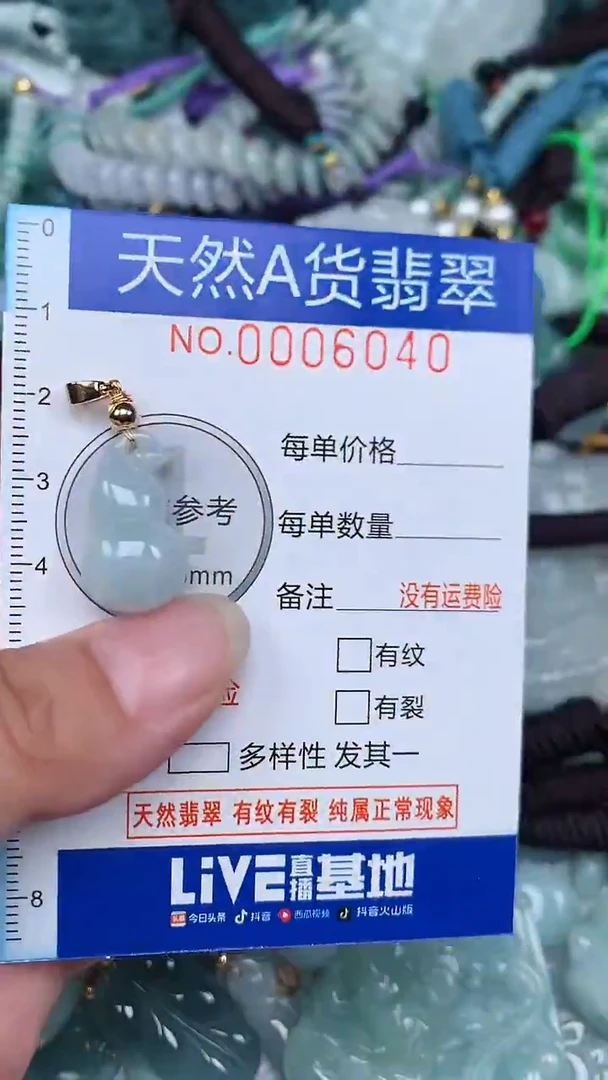 天然A货翡翠
NO.0006040
0
1
2
3
4
8
每单价格
参考
每单数量
mm
备注 没有运费险
有纹
险
有裂
多样性 发其一
天然翡翠 有纹有裂 纯属正常现象
LiVE直播基地
头条 今日头条 抖音 西瓜视频 抖音火山版